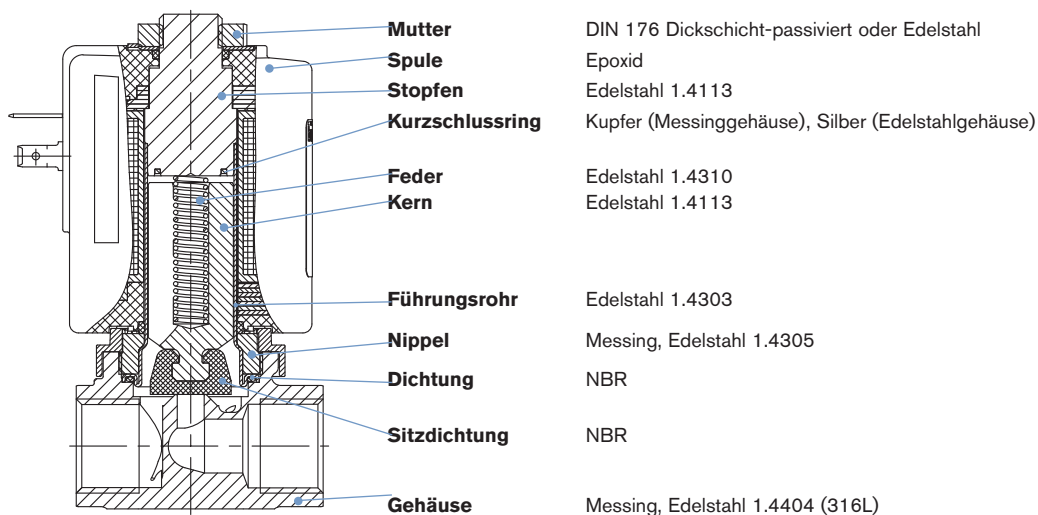 Mutter DIN 176 Dickschicht-passiviert oder Edelstahl
Spule Epoxid
Stopfen Edelstahl 1.4113
Kurzschlussring Kupfer (Messinggehäuse), Silber (Edelstahlgehäuse)
Feder Edelstahl 1.4310
Kern Edelstahl 1.4113
Führungsrohr Edelstahl 1.4303
Nippel Messing, Edelstahl 1.4305
Dichtung NBR
Sitzdichtung NBR
Gehäuse Messing, Edelstahl 1.4404 (316L)